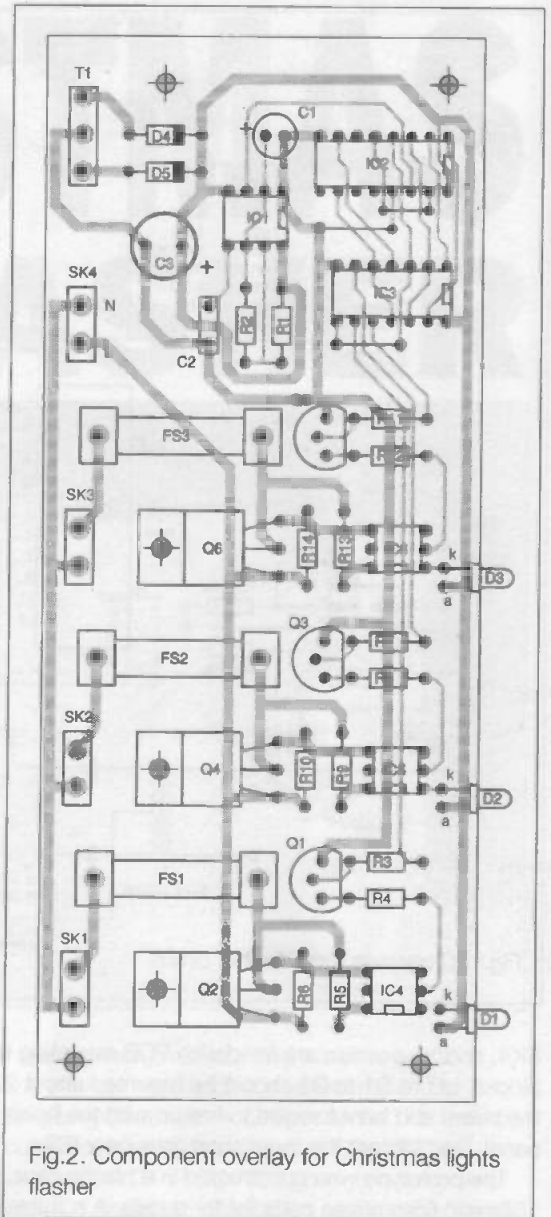 T1
C1
+
D4
D5
IC2
IC1
C3
+
IC3
SK4
N
R2
R1
C2
FS3
SK3
Q6
R14
R13
k
D3
a
Q3
FS2
SK2
Q4
R10
R9
k
D2
a
Q1
FS1
R3
R4
SK1
Q2
R6
R5
IC4
k
D1
a
Fig.2. Component overlay for Christmas lights
flasher